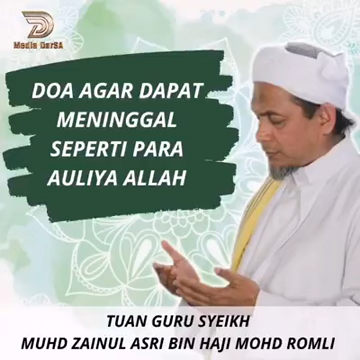 Media DarSA
DOA AGAR DAPAT
MENINGGAL
SEPERTI PARA
AULIYA ALLAH
TUAN GURU SYEIKH
MUHD ZAINUL ASRI BIN HAJI MOHD ROMLI